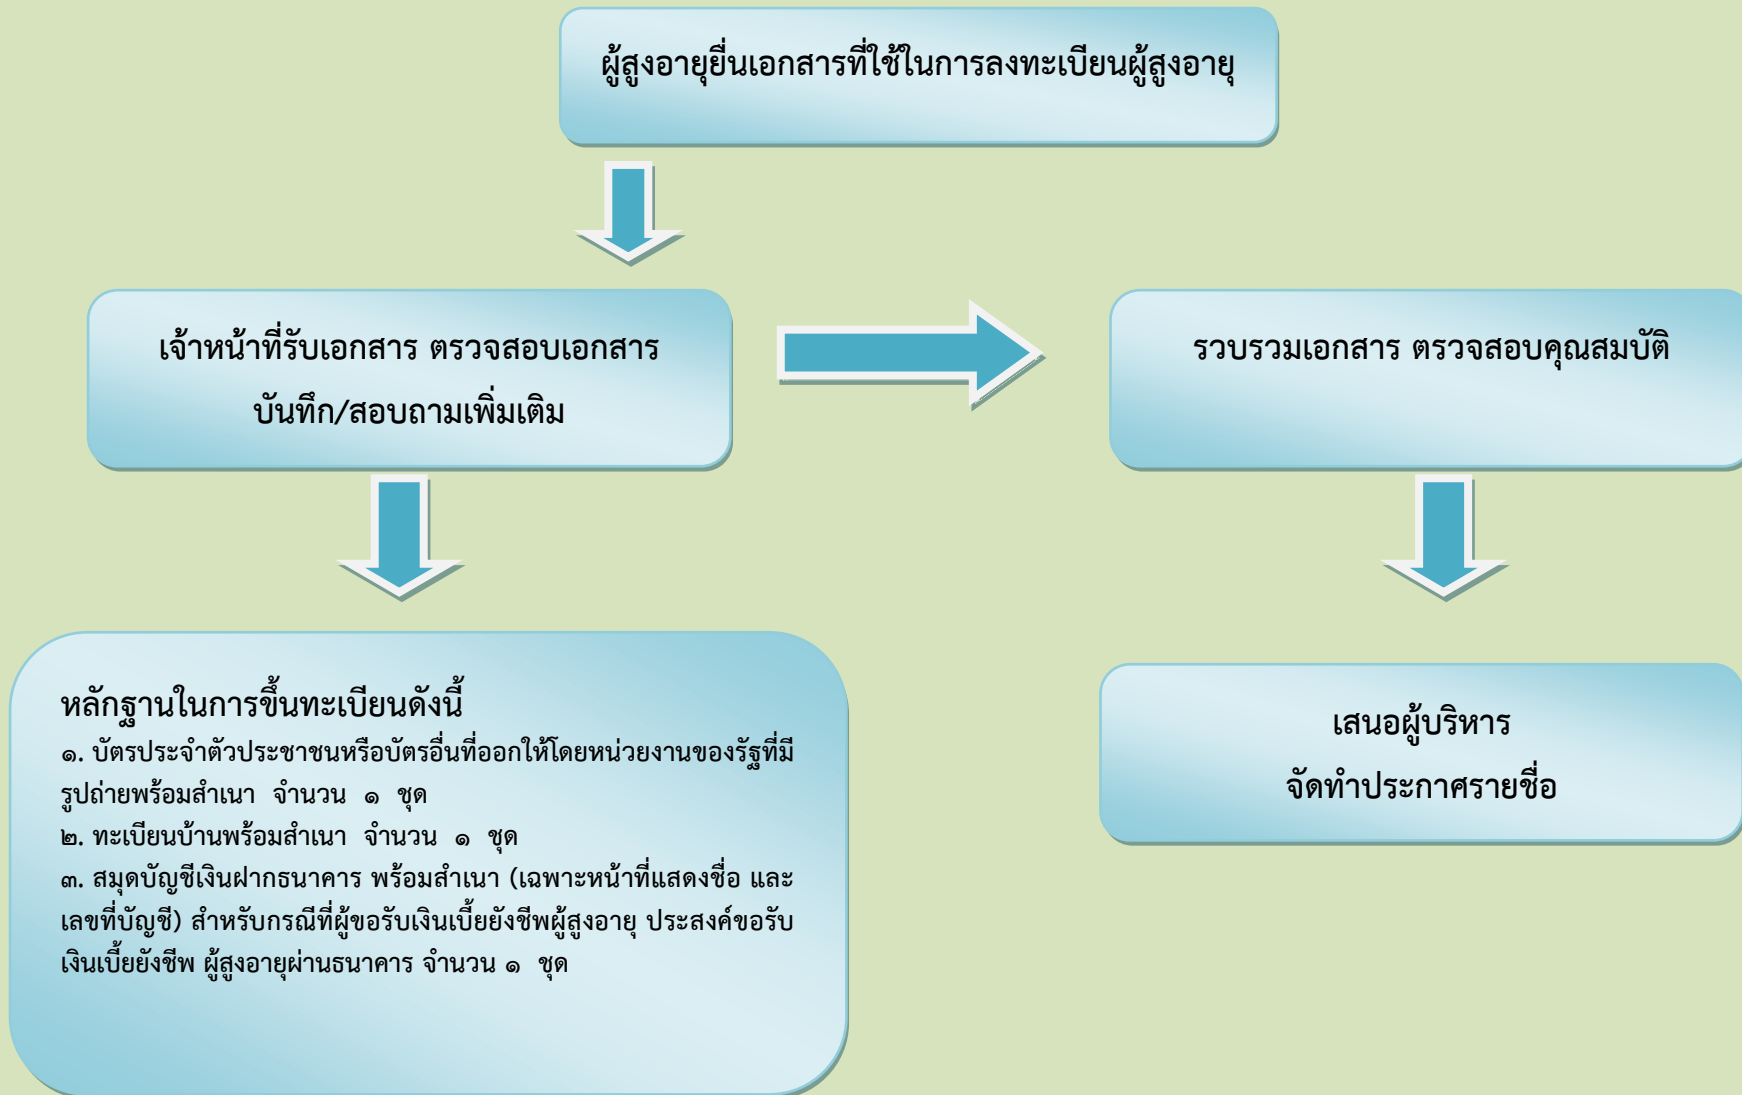 ผู้สูงอายุยื่นเอกสารที่ใช้ในการลงทะเบียนผู้สูงอายุ
เจ้าหน้าที่รับเอกสาร ตรวจสอบเอกสาร
บันทึก/สอบถามเพิ่มเติม
รวบรวมเอกสาร ตรวจสอบคุณสมบัติ
หลักฐานในการขึ้นทะเบียนดังนี้
๑. บัตรประจำตัวประชาชนหรือบัตรอื่นที่ออกให้โดยหน่วยงานของรัฐที่มี
รูปถ่ายพร้อมสำเนา จำนวน ๑ ชุด
๒. ทะเบียนบ้านพร้อมสำเนา จำนวน ๑ ชุด
๓. สมุดบัญชีเงินฝากธนาคาร พร้อมสำเนา (เฉพาะหน้าที่แสดงชื่อ และ
เลขที่บัญชี) สำหรับกรณีที่ผู้ขอรับเงินเบี้ยยังชีพผู้สูงอายุ ประสงค์ขอรับ
เงินเบี้ยยังชีพ ผู้สูงอายุผ่านธนาคาร จำนวน ๑ ชุด
เสนอผู้บริหาร
จัดทำประกาศรายชื่อ